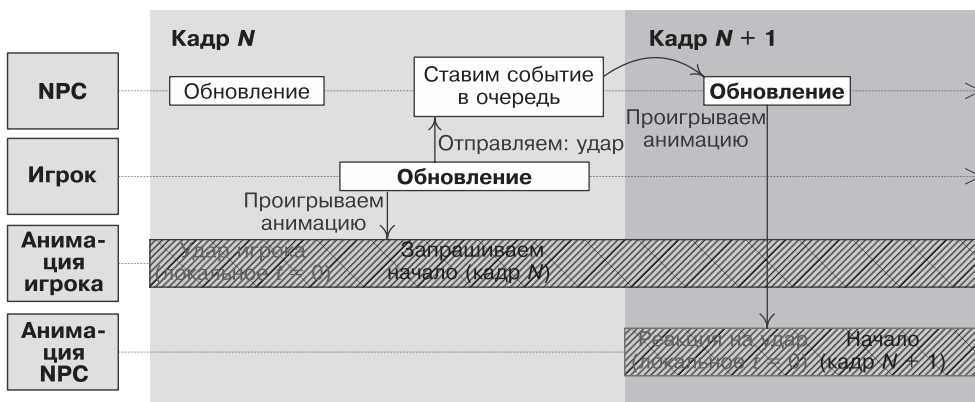 Кадр N
Кадр N + 1
NPC
Обновление
Ставим событие
в очередь
Обновление
Проигрываем
анимацию
Отправляем: удар
Игрок
Обновление
Проигрываем
анимацию
Анима-
ция
игрока
Удар игрока
(локальное t = 0)
Запрашиваем
начало (кадр N)
Анима-
ция
NPC
Реакция на удар
(локальное t = 0)
Начало
(кадр N + 1)